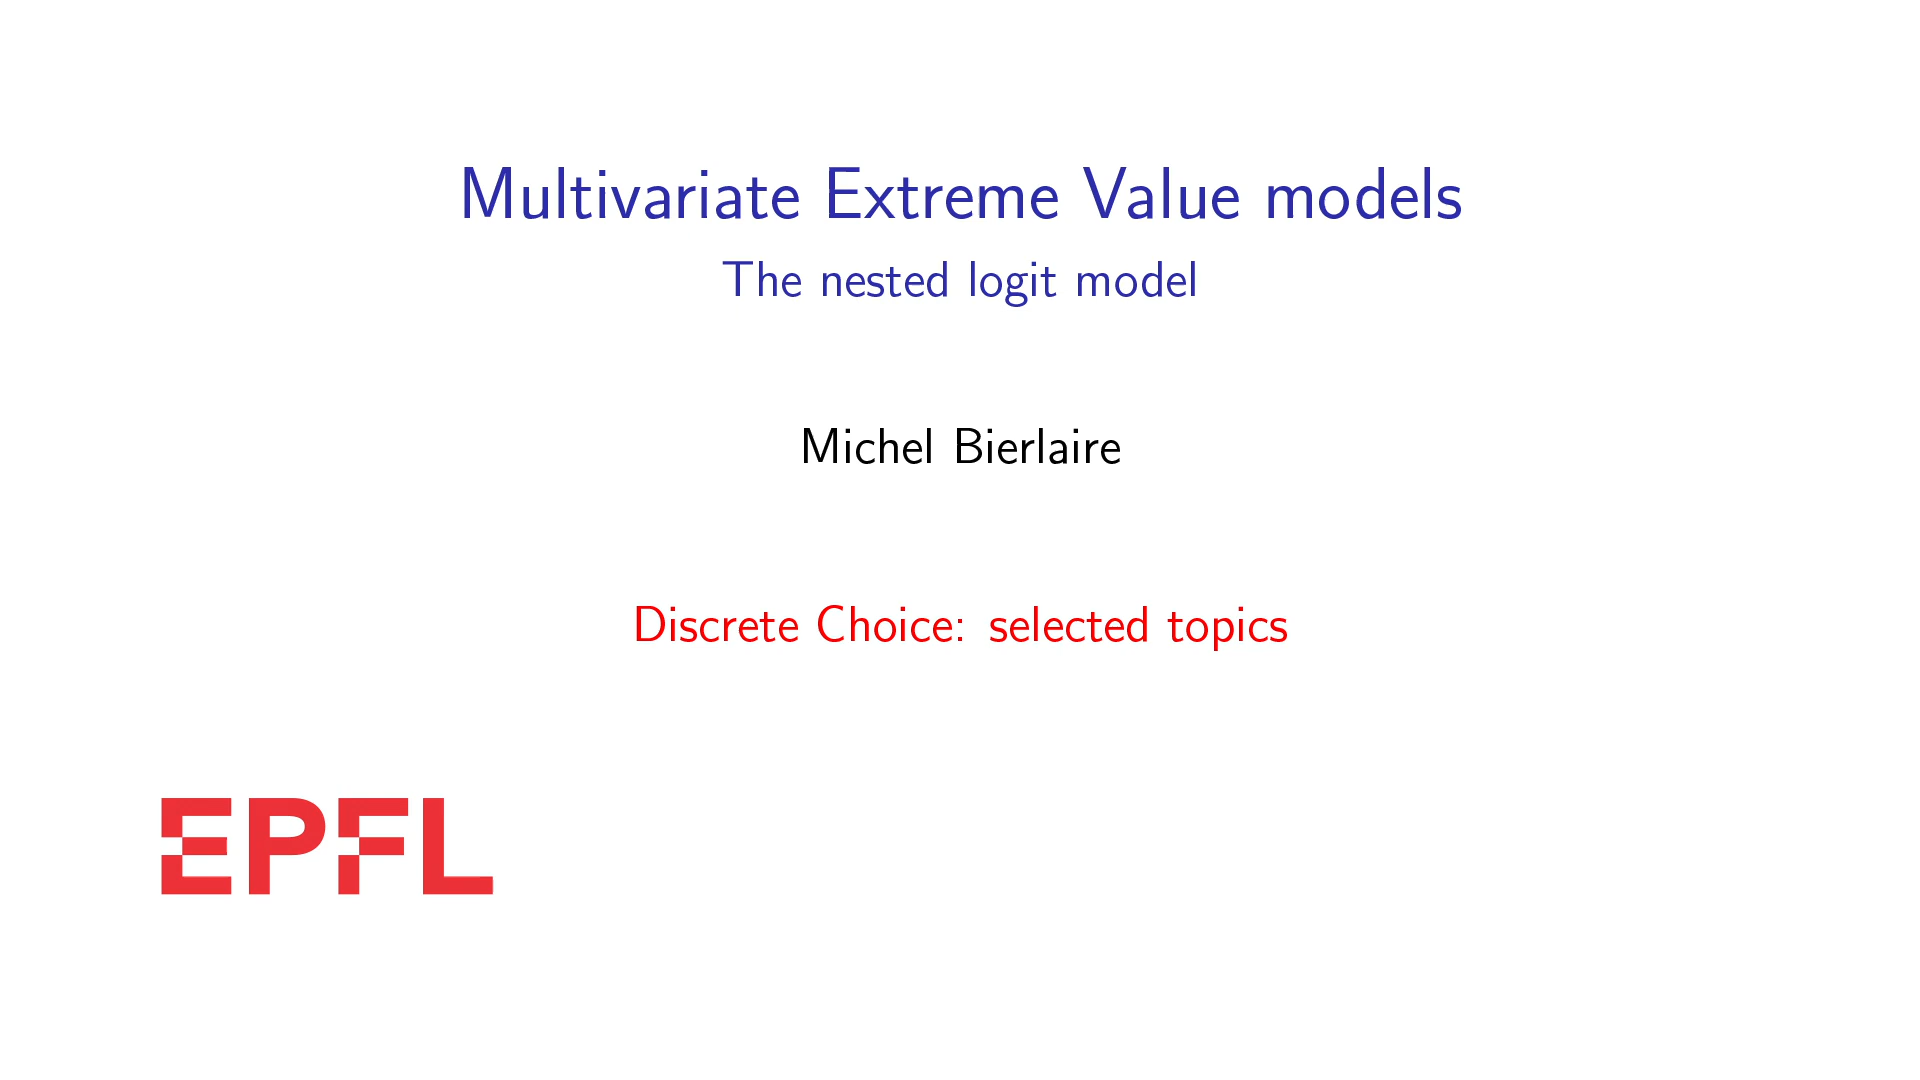 Multivariate Extreme Value models
The nested logit model
Michel Bierlaire
Discrete Choice: selected topics
EPFL